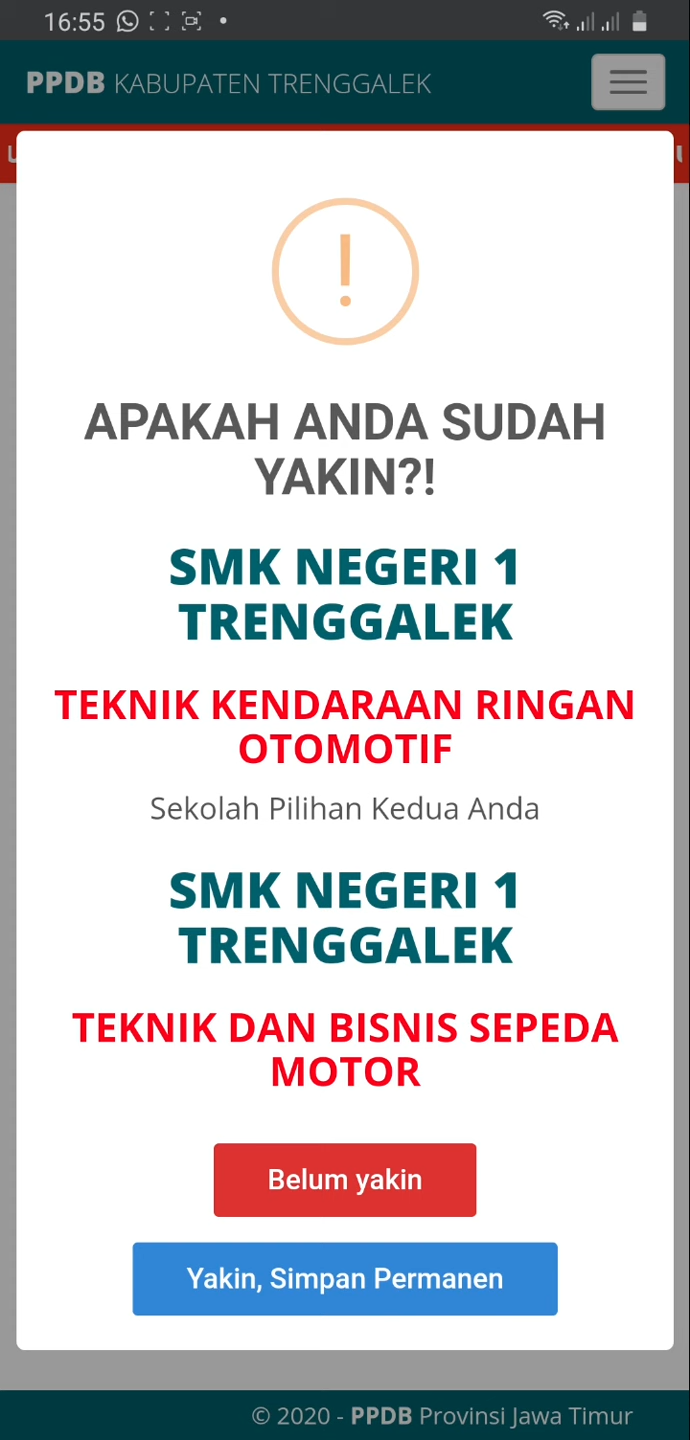 16:55
PPDB KABUPATEN TRENGGALEK
!
APAKAH ANDA SUDAH
YAKIN?!
SMK NEGERI 1
TRENGGALEK
TEKNIK KENDARAAN RINGAN
OTOMOTIF
Sekolah Pilihan Kedua Anda
SMK NEGERI 1
TRENGGALEK
TEKNIK DAN BISNIS SEPEDA
MOTOR
Belum yakin
Yakin, Simpan Permanen
© 2020 - PPDB Provinsi Jawa Timur